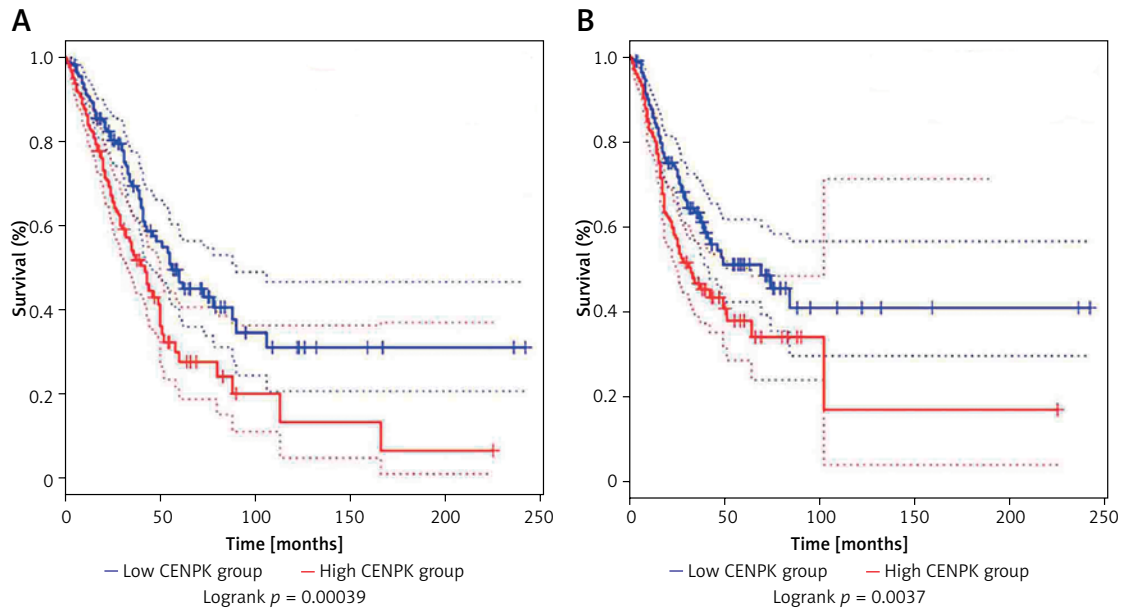 A
1.0
0.8
0.6
0.4
0.2
0
Survival (%)
0 50 100 150 200 250
Time [months]
Low CENPK group High CENPK group
Logrank p = 0.00039
B
1.0
0.8
0.6
0.4
0.2
0
Survival (%)
0 50 100 150 200 250
Time [months]
Low CENPK group High CENPK group
Logrank p = 0.0037